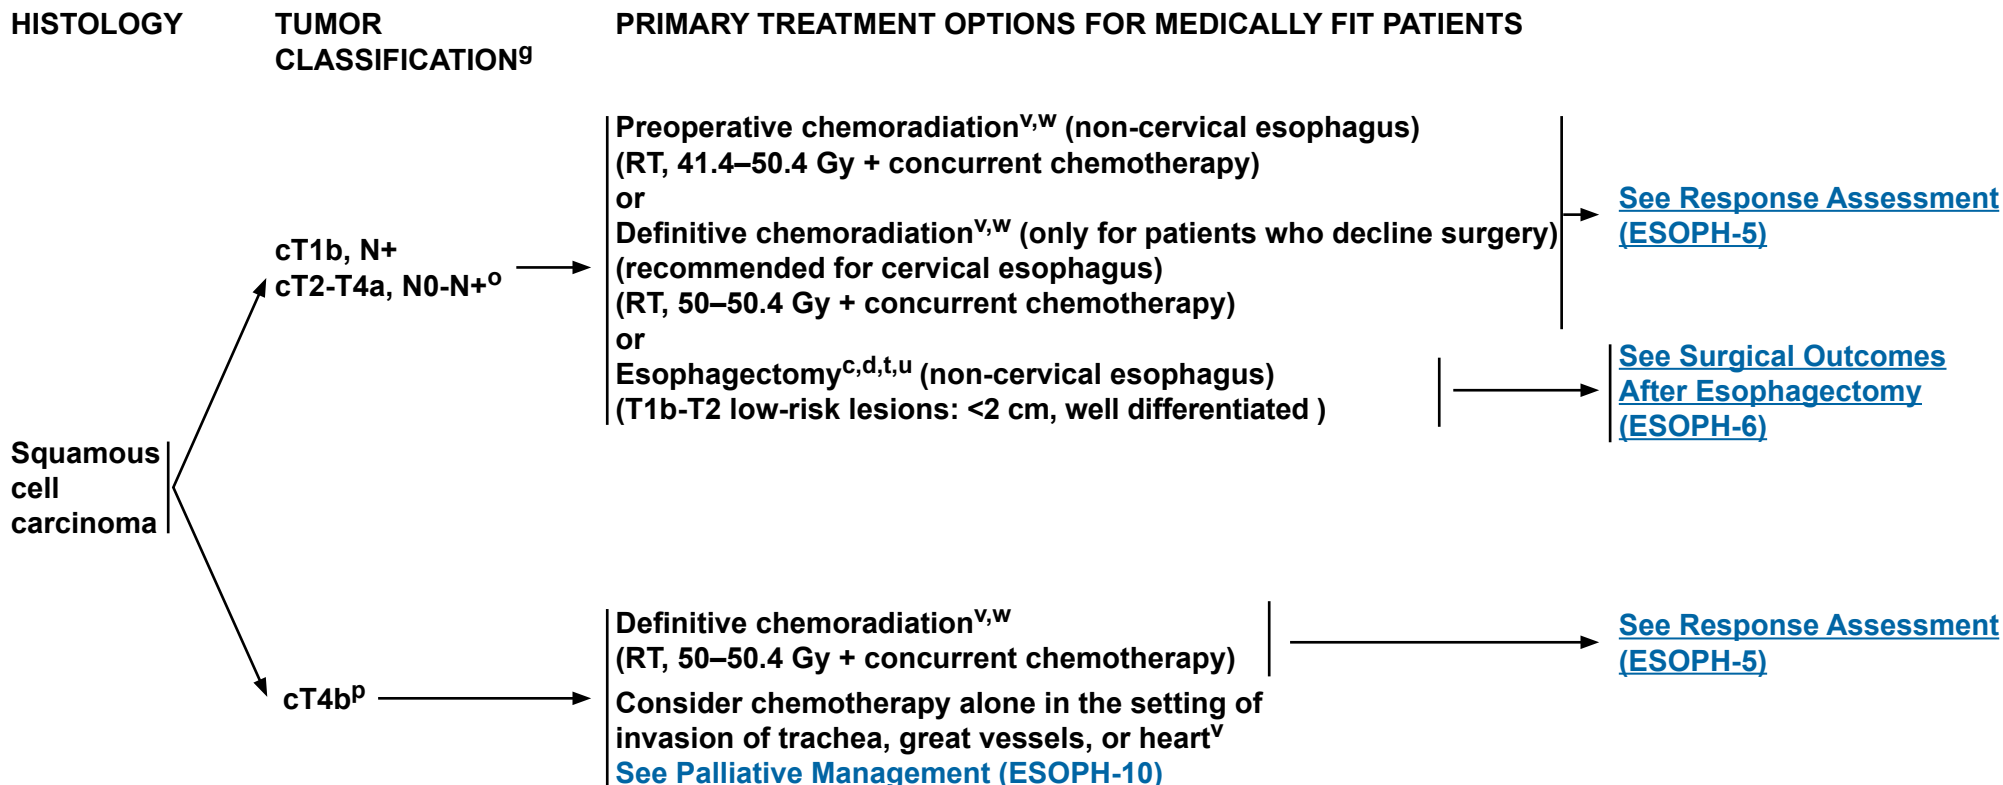 HISTOLOGY
TUMOR
CLASSIFICATIONg
PRIMARY TREATMENT OPTIONS FOR MEDICALLY FIT PATIENTS
Squamous
cell
carcinoma
cT1b, N+
cT2-T4a, N0-N+o
Preoperative chemoradiationv,w (non-cervical esophagus)
(RT, 41.4–50.4 Gy + concurrent chemotherapy)
or
Definitive chemoradiationv,w (only for patients who decline surgery)
(recommended for cervical esophagus)
(RT, 50–50.4 Gy + concurrent chemotherapy)
or
Esophagectomyc,d,t,u (non-cervical esophagus)
(T1b-T2 low-risk lesions: <2 cm, well differentiated )
See Response Assessment
(ESOPH-5)
See Surgical Outcomes
After Esophagectomy
(ESOPH-6)
cT4bp
Definitive chemoradiationv,w
(RT, 50–50.4 Gy + concurrent chemotherapy)
Consider chemotherapy alone in the setting of
invasion of trachea, great vessels, or heartv
See Palliative Management (ESOPH-10)
See Response Assessment
(ESOPH-5)